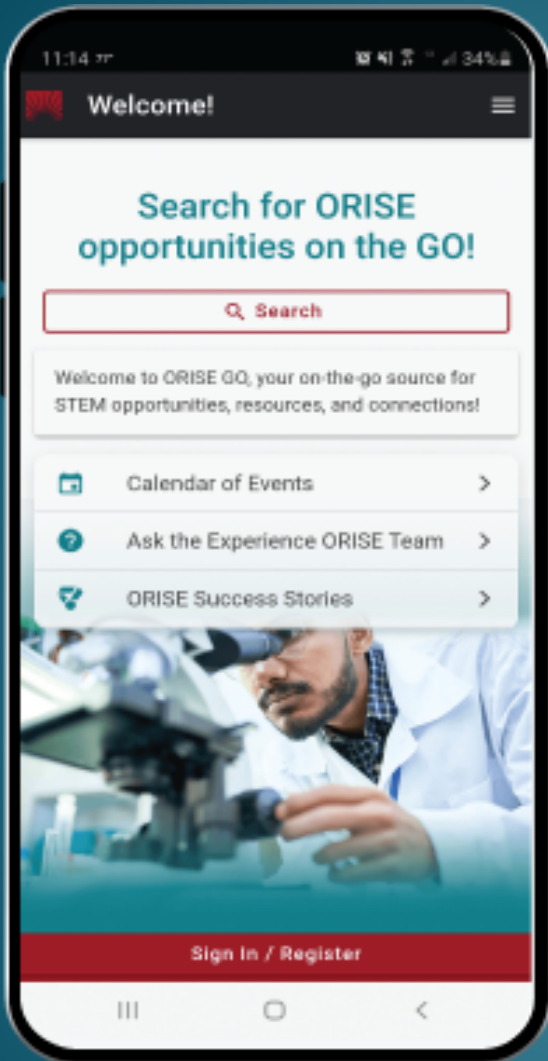 11:14
34%
Welcome!
Search for ORISE
opportunities on the GO!
Search
Welcome to ORISE GO, your on-the-go source for
STEM opportunities, resources, and connections!
Calendar of Events
Ask the Experience ORISE Team
ORISE Success Stories
Sign In / Register